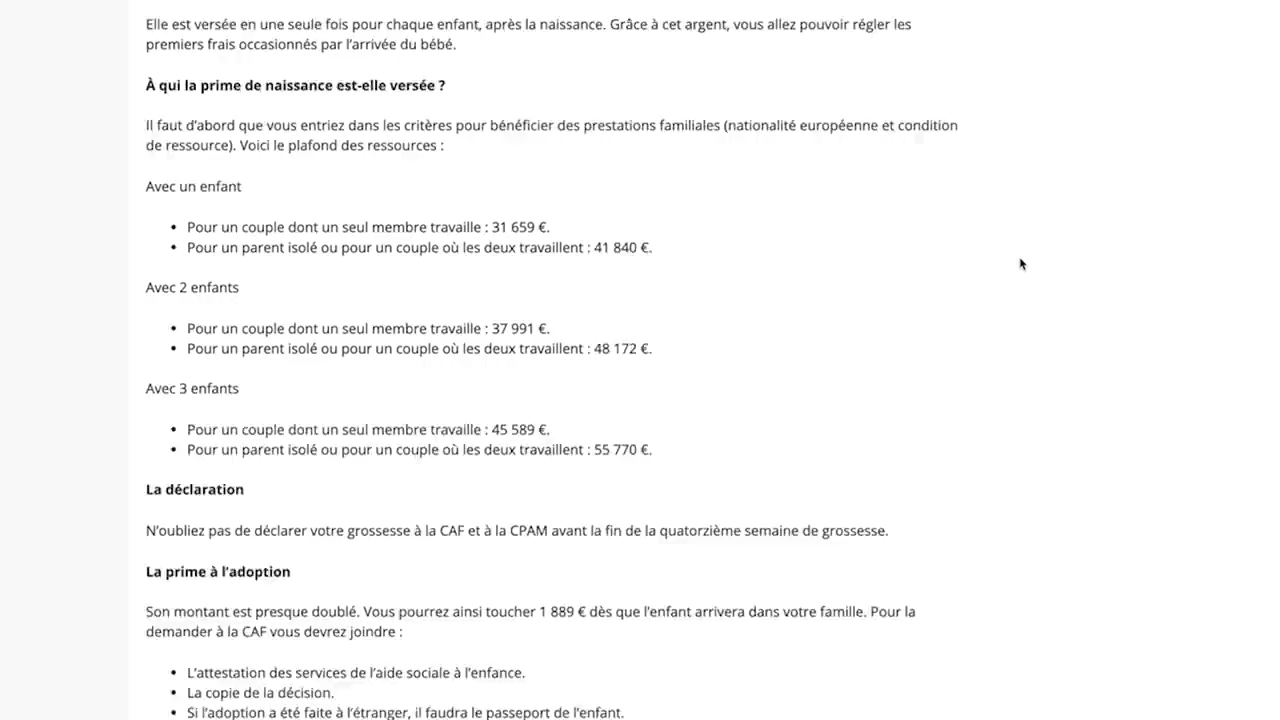 Elle est versée en une seule fois pour chaque enfant, après la naissance. Grâce à cet argent, vous allez pouvoir régler les
premiers frais occasionnés par l'arrivée du bébé.
À qui la prime de naissance est-elle versée ?
Il faut d'abord que vous entriez dans les critères pour bénéficier des prestations familiales (nationalité européenne et condition
de ressource). Voici le plafond des ressources :
Avec un enfant
• Pour un couple dont un seul membre travaille : 31 659 €.
• Pour un parent isolé ou pour un couple où les deux travaillent : 41 840 €.
Avec 2 enfants
• Pour un couple dont un seul membre travaille : 37 991 €.
• Pour un parent isolé ou pour un couple où les deux travaillent : 48 172 €.
Avec 3 enfants
• Pour un couple dont un seul membre travaille : 45 589 €.
• Pour un parent isolé ou pour un couple où les deux travaillent : 55 770 €.
La déclaration
N'oubliez pas de déclarer votre grossesse à la CAF et à la CPAM avant la fin de la quatorzième semaine de grossesse.
La prime à l'adoption
Son montant est presque doublé. Vous pourrez ainsi toucher 1 889 € dès que l'enfant arrivera dans votre famille. Pour la
demander à la CAF vous devrez joindre :
• L'attestation des services de l'aide sociale à l'enfance.
• La copie de la décision.
• Si l'adoption a été faite à l'étranger, il faudra le passeport de l'enfant.